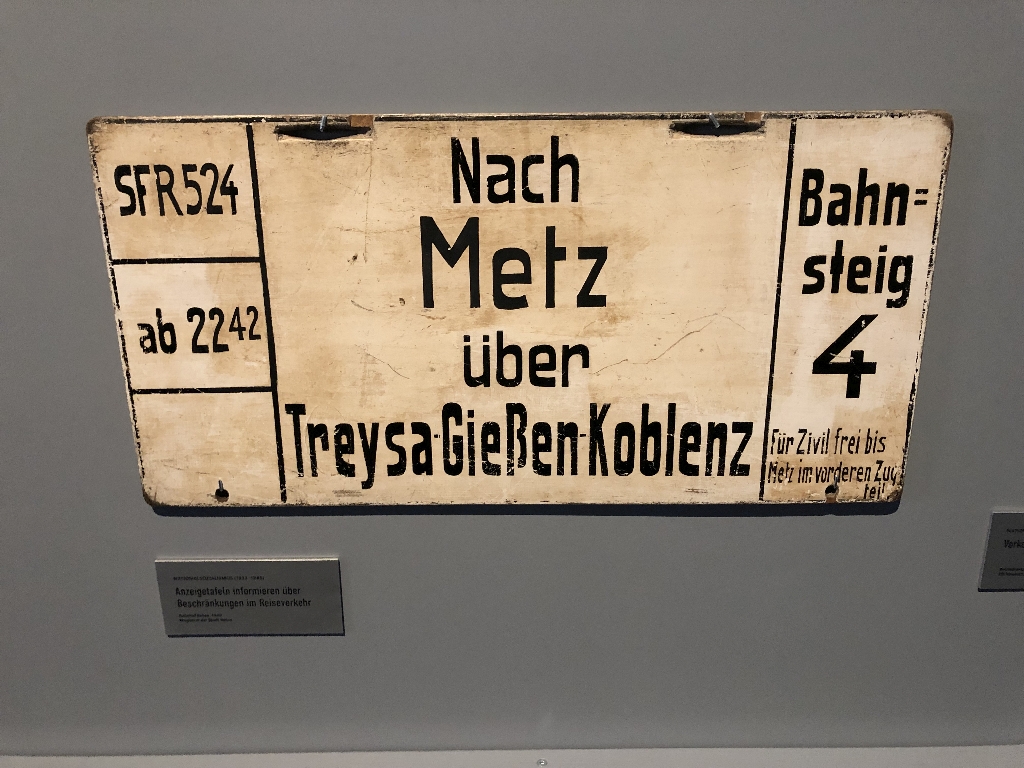 SFR524
ab 2242
Nach
Metz
über
Treysa-Gießen-Koblenz
Bahn=
steig
4
Für Zivil frei bis
Metz im vorderen Zug
teil
Anzeigetafeln informieren über
Beschränkungen im Reiseverkehr